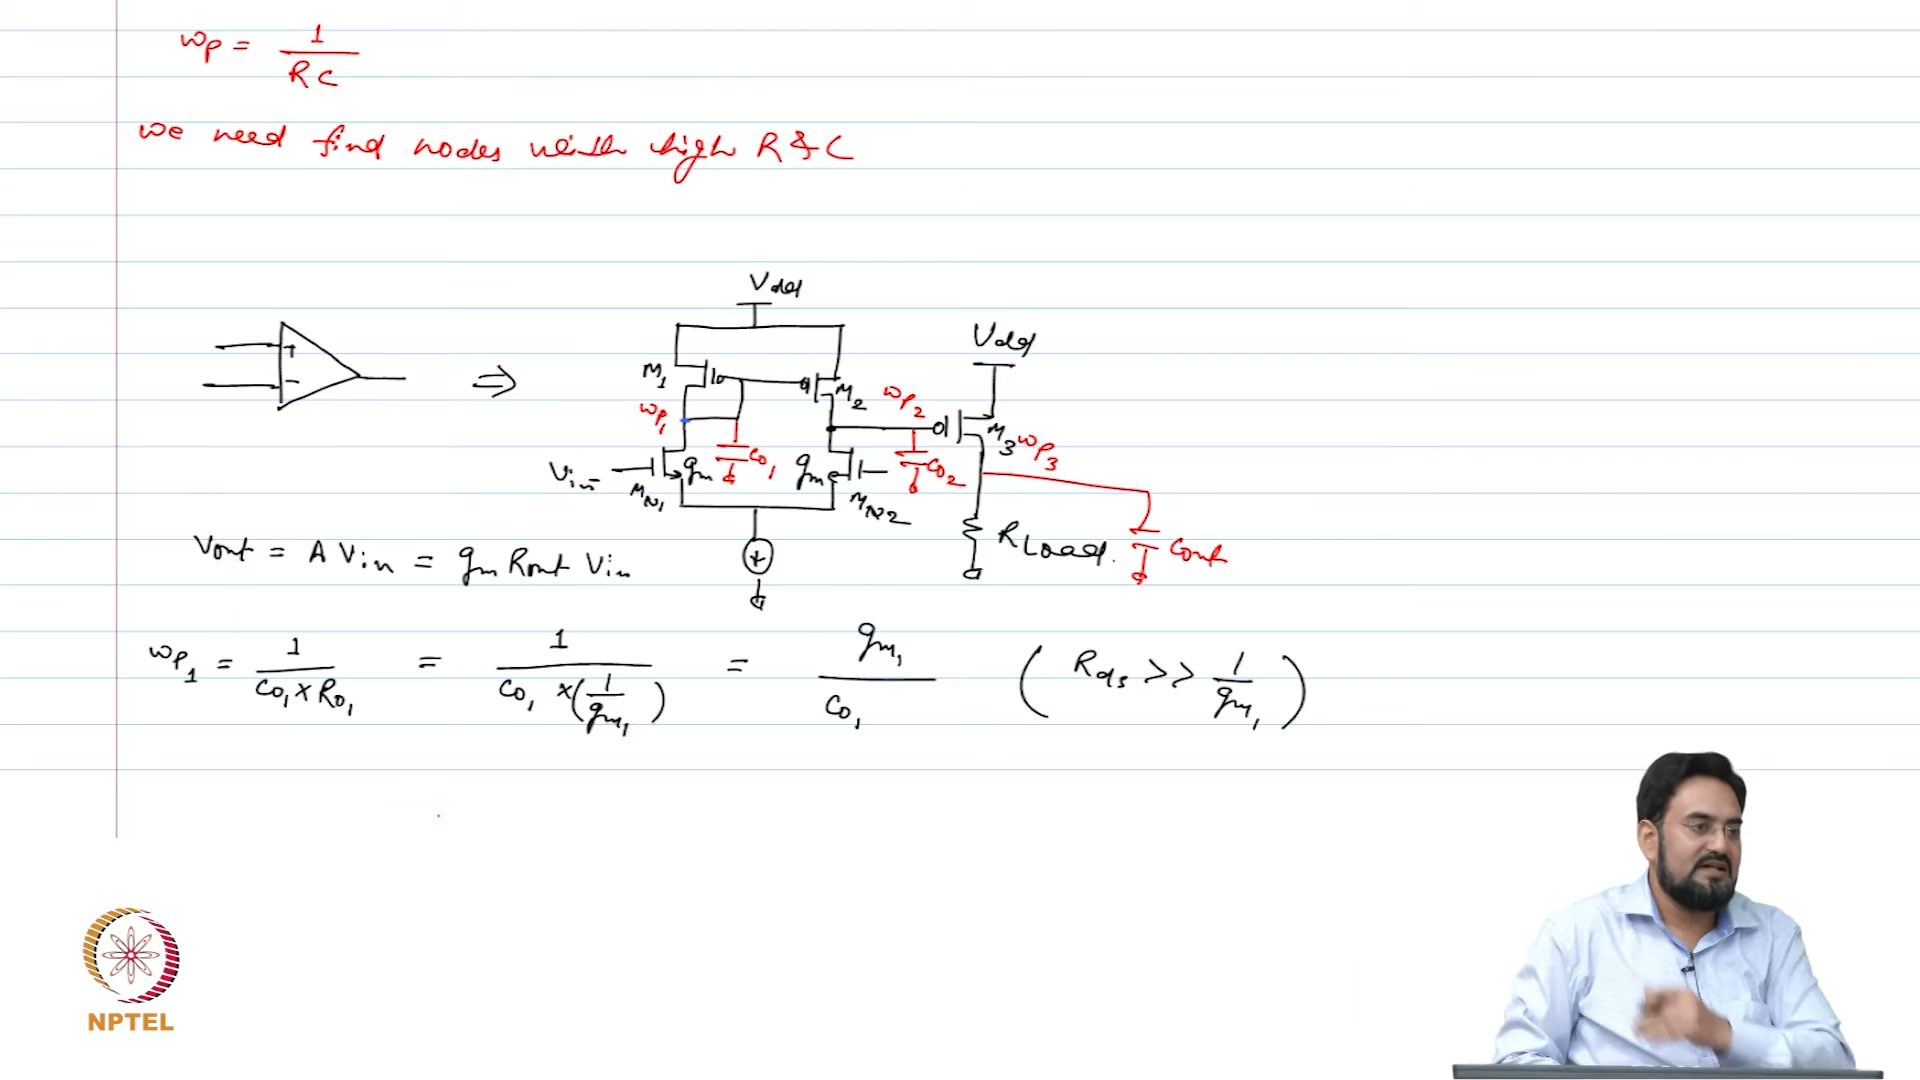 ωp = 1 / RC
we need find nodes with high R & C
Vdd
Vdd
M1
M2
ωp1
ωp2
M3
ωp3
+
−
⇒
Co1
Co2
Vin
gm
gm
MN1
MN2
RLoad.
Cout
Vout = A Vin = gm Rout Vin
ωp1 = 1 / (Co1 × Ro1) = 1 / (Co1 × (1 / gm1)) = gm1 / Co1 ( Rds >> 1 / gm1 )
NPTEL